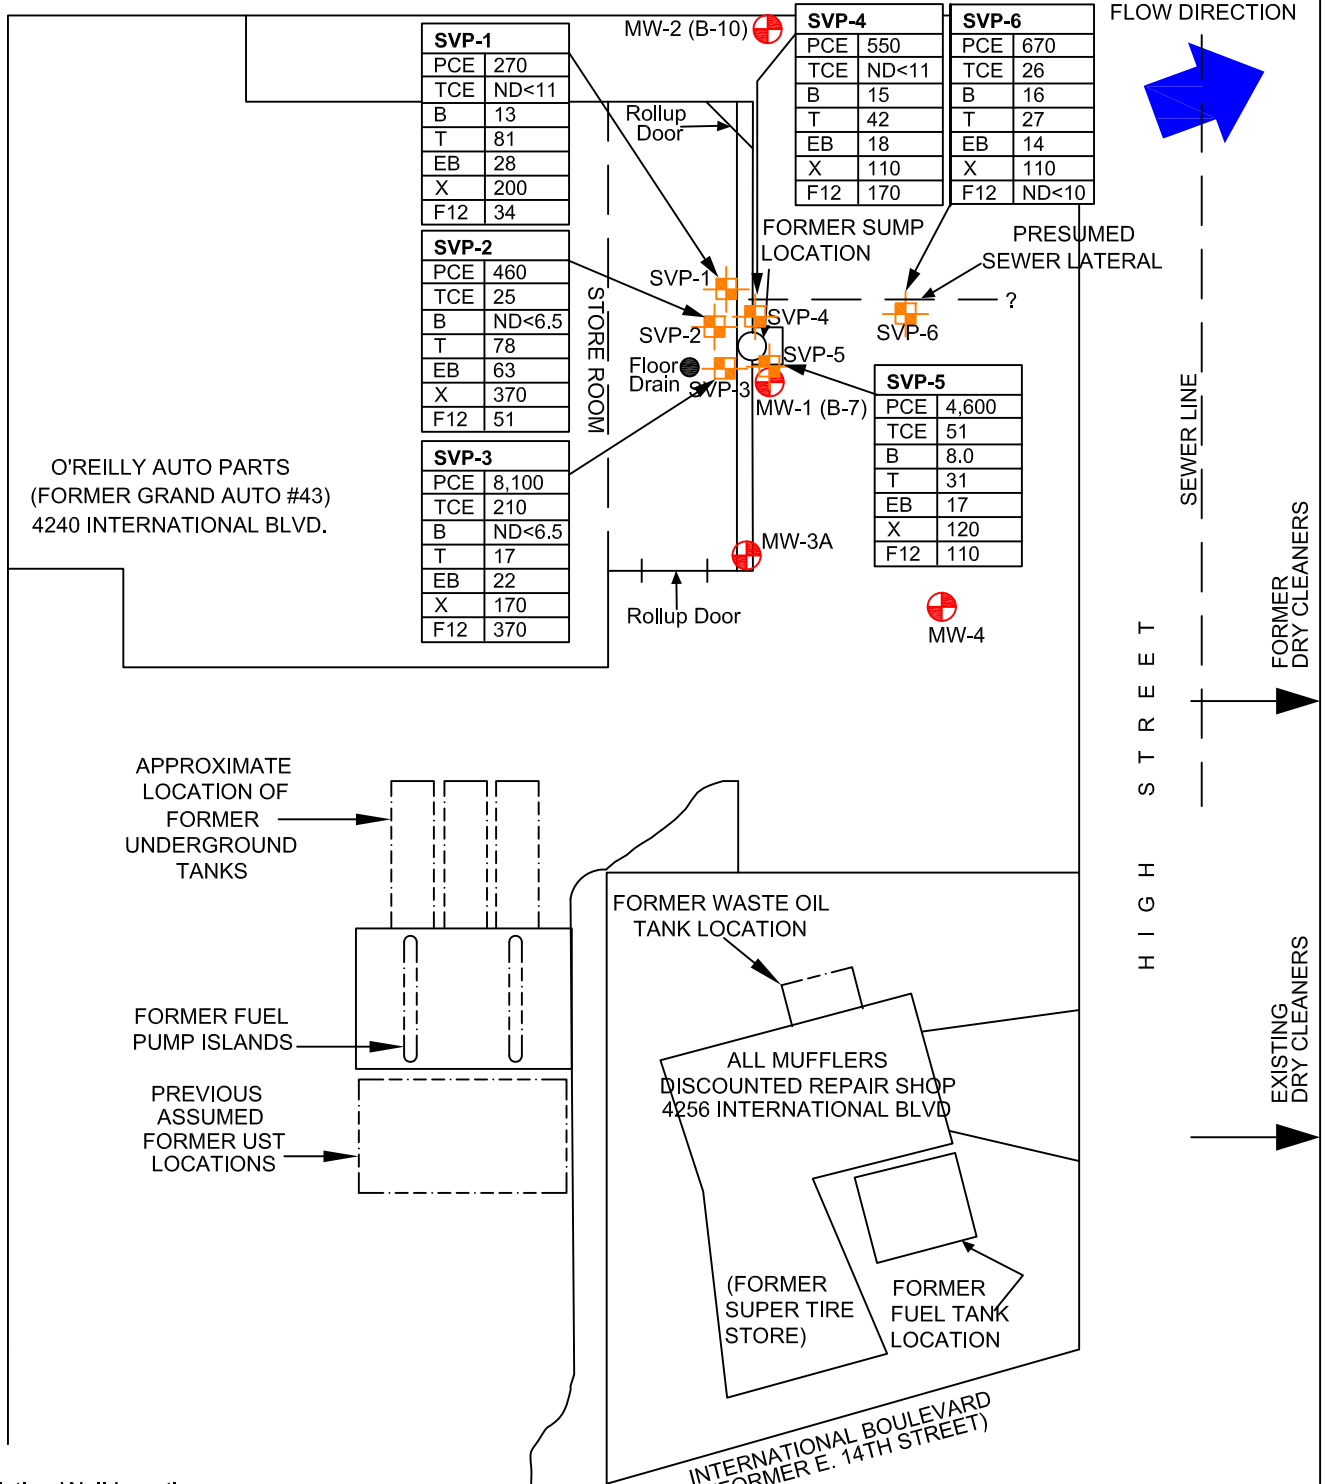 FLOW DIRECTION
MW-2 (B-10)
SVP-1
PCE 270
TCE ND<11
B 13
T 81
EB 28
X 200
F12 34
SVP-4
PCE 550
TCE ND<11
B 15
T 42
EB 18
X 110
F12 170
SVP-6
PCE 670
TCE 26
B 16
T 27
EB 14
X 110
F12 ND<10
Rollup
Door
SVP-2
PCE 460
TCE 25
B ND<6.5
T 78
EB 63
X 370
F12 51
FORMER SUMP
LOCATION
PRESUMED
SEWER LATERAL
?
SVP-1
SVP-4
SVP-2
SVP-6
SVP-5
Floor
Drain
SVP-3
MW-1 (B-7)
STORE ROOM
SVP-5
PCE 4,600
TCE 51
B 8.0
T 31
EB 17
X 120
F12 110
SVP-3
PCE 8,100
TCE 210
B ND<6.5
T 17
EB 22
X 170
F12 370
O'REILLY AUTO PARTS
(FORMER GRAND AUTO #43)
4240 INTERNATIONAL BLVD.
MW-3A
Rollup Door
MW-4
SEWER LINE
FORMER
DRY CLEANERS
HIGH STREET
EXISTING
DRY CLEANERS
APPROXIMATE
LOCATION OF
FORMER
UNDERGROUND
TANKS
FORMER WASTE OIL
TANK LOCATION
FORMER FUEL
PUMP ISLANDS
ALL MUFFLERS
DISCOUNTED REPAIR SHOP
4256 INTERNATIONAL BLVD
PREVIOUS
ASSUMED
FORMER UST
LOCATIONS
(FORMER
SUPER TIRE
STORE)
FORMER
FUEL TANK
LOCATION
INTERNATIONAL BOULEVARD
(FORMER E. 14TH STREET)